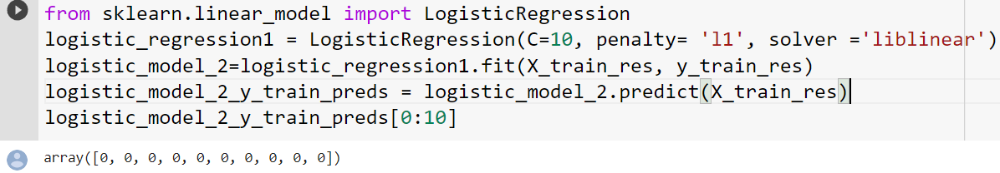 from sklearn.linear_model import LogisticRegression
logistic_regression1 = LogisticRegression(C=10, penalty= 'l1', solver ='liblinear')
logistic_model_2=logistic_regression1.fit(X_train_res, y_train_res)
logistic_model_2_y_train_preds = logistic_model_2.predict(X_train_res)
logistic_model_2_y_train_preds[0:10]
array([0, 0, 0, 0, 0, 0, 0, 0, 0, 0])